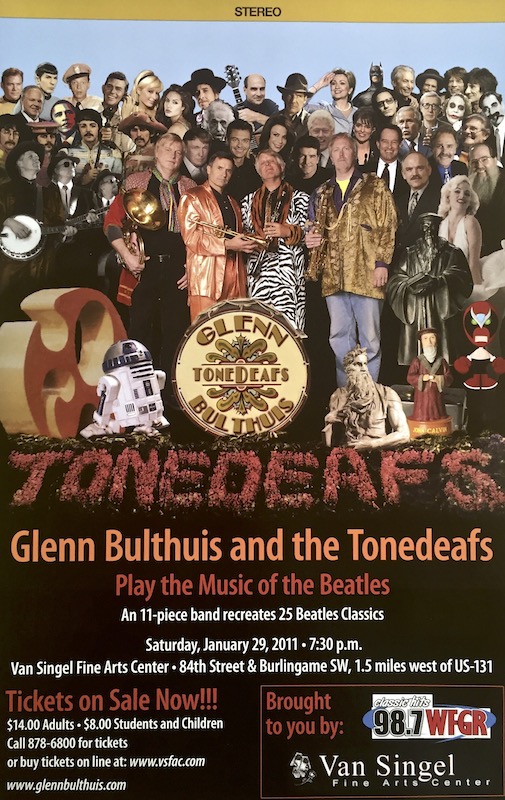 STEREO
GLENN
TONEDEAFS
BULTHUIS
JOHN CALVIN
TONEDEAFS
Glenn Bulthuis and the Tonedeafs
Play the Music of the Beatles
An 11-piece band recreates 25 Beatles Classics
Saturday, January 29, 2011 • 7:30 p.m.
Van Singel Fine Arts Center • 84th Street & Burlingame SW, 1.5 miles west of US-131
Tickets on Sale Now!!!
$14.00 Adults • $8.00 Students and Children
Call 878-6800 for tickets
or buy tickets on line at: www.vsfac.com
www.glennbulthuis.com
Brought
to you by:
classic hits
98.7 WFGR
Van Singel
Fine Arts Center